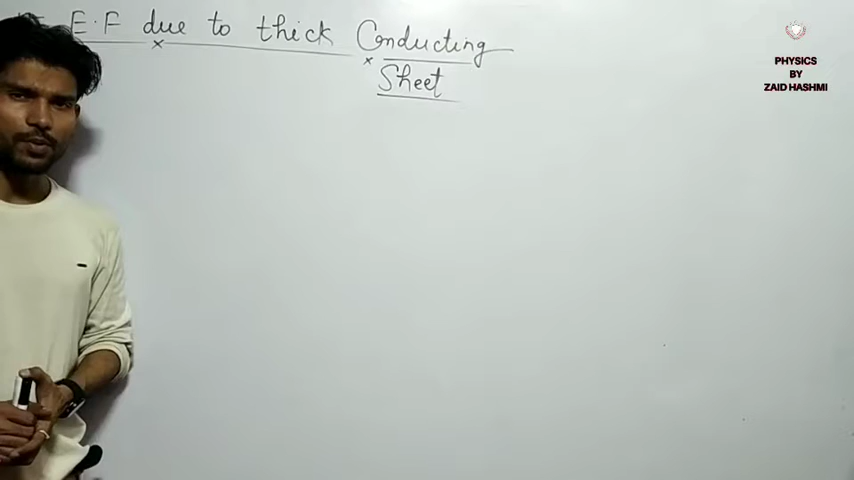 E.F due to thick Conducting
Sheet
PHYSICS
BY
ZAID HASHMI